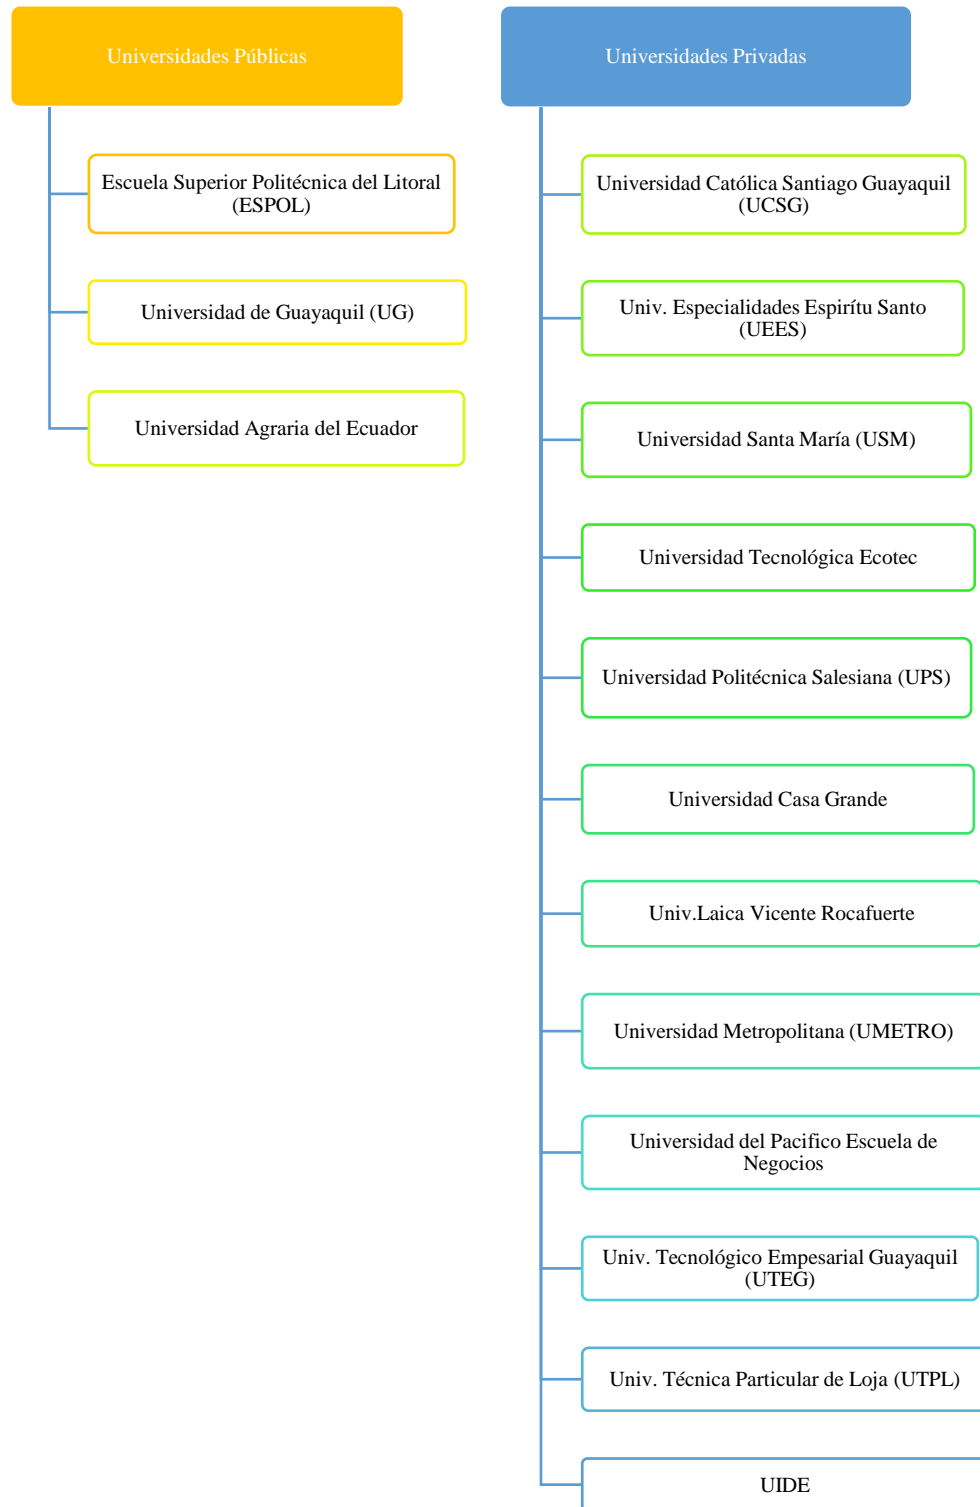 Universidades Públicas
Escuela Superior Politécnica del Litoral
(ESPOL)
Universidad de Guayaquil (UG)
Universidad Agraria del Ecuador
Universidades Privadas
Universidad Católica Santiago Guayaquil
(UCSG)
Univ. Especialidades Espirítu Santo
(UEES)
Universidad Santa María (USM)
Universidad Tecnológica Ecotec
Universidad Politécnica Salesiana (UPS)
Universidad Casa Grande
Univ.Laica Vicente Rocafuerte
Universidad Metropolitana (UMETRO)
Universidad del Pacifico Escuela de
Negocios
Univ. Tecnológico Empesarial Guayaquil
(UTEG)
Univ. Técnica Particular de Loja (UTPL)
UIDE